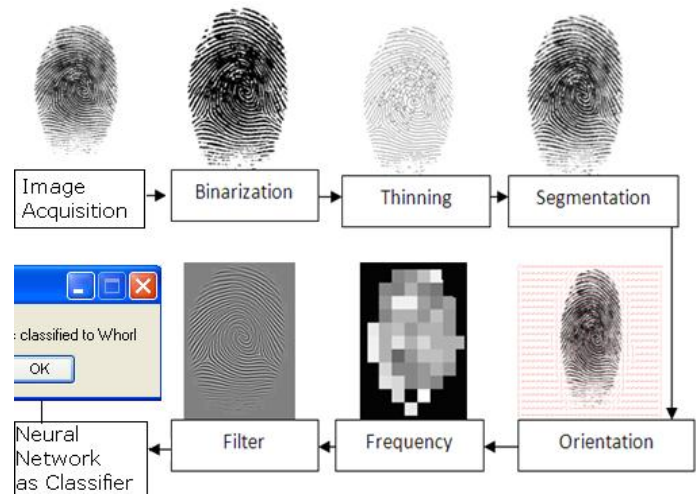 Image
Acquisition
Binarization
Thinning
Segmentation
classified to Whorl
OK
Neural
Network
as Classifier
Filter
Frequency
Orientation